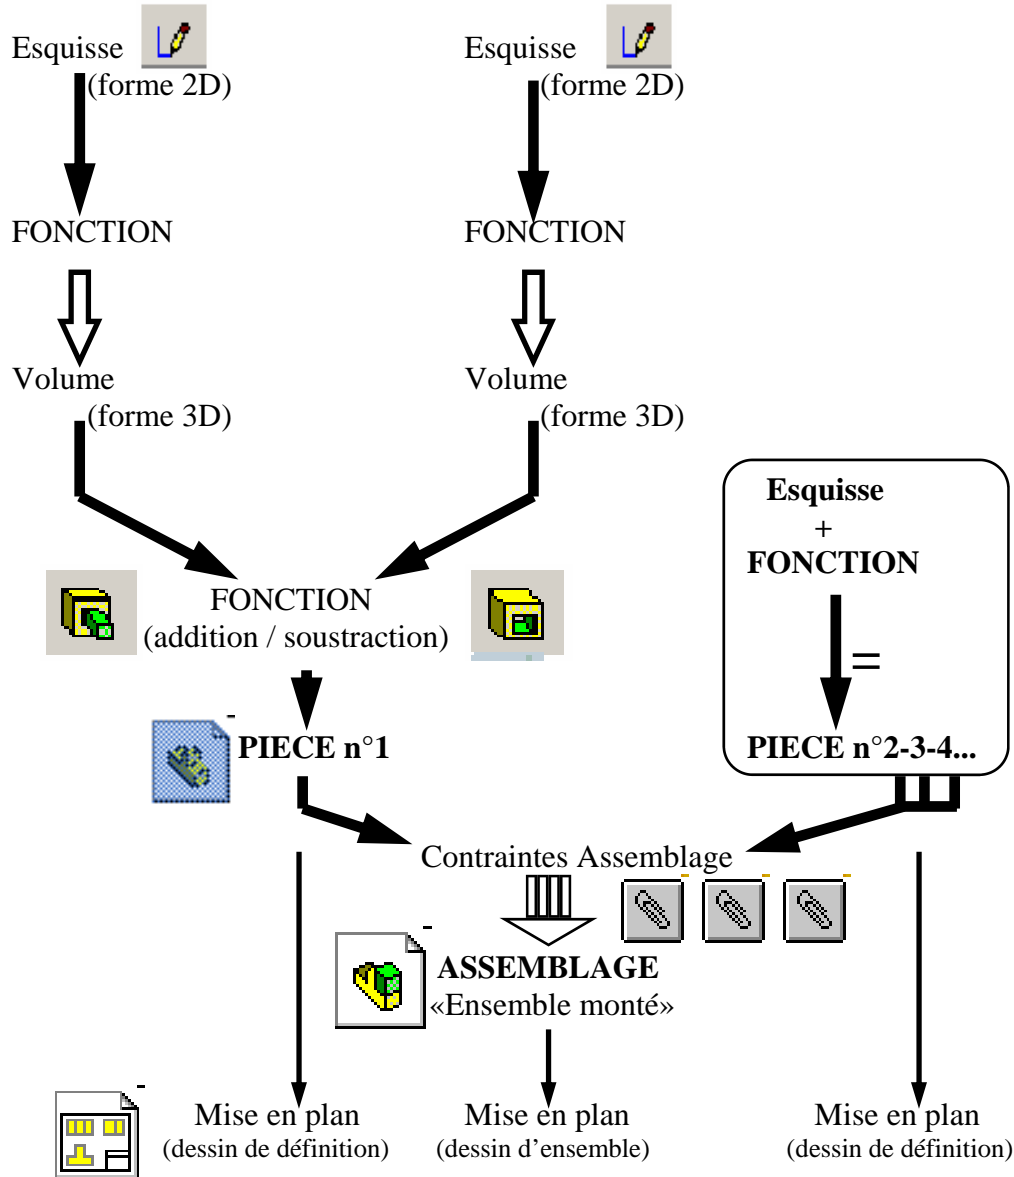 Esquisse
(forme 2D)
Esquisse
(forme 2D)
FONCTION
FONCTION
Volume
(forme 3D)
Volume
(forme 3D)
Esquisse
+
FONCTION
=
PIECE n°2-3-4...
FONCTION
(addition / soustraction)
PIECE n°1
Contraintes Assemblage
ASSEMBLAGE
«Ensemble monté»
Mise en plan
(dessin de définition)
Mise en plan
(dessin d’ensemble)
Mise en plan
(dessin de définition)